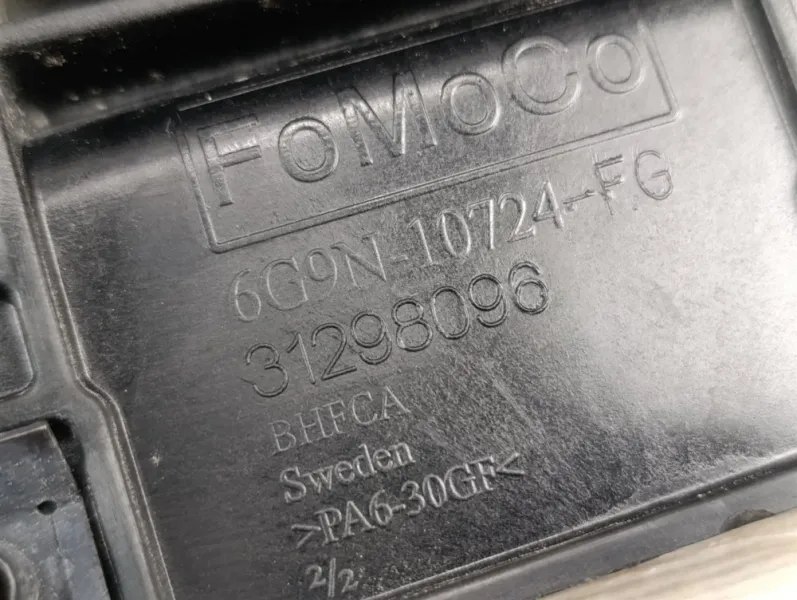 FoMoCo
6G9N-10724-FG
31298096
BHFCA
Sweden
>PA6-30GF<
2/2